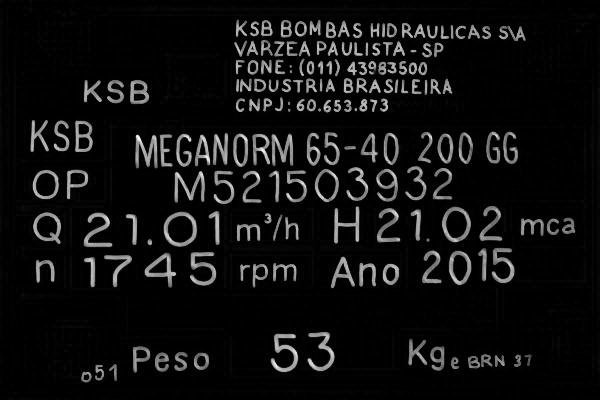 KSB BOMBAS HIDRAULICAS S\A
VARZEA PAULISTA - SP
FONE: (011) 43983500
INDUSTRIA BRASILEIRA
CNPJ: 60.653.873
KSB
KSB MEGANORM 65-40 200 GG
OP M521503932
Q 21.01 m³/h H 21.02 mca
n 1745 rpm Ano 2015
051 Peso 53 Kg e BRN 37